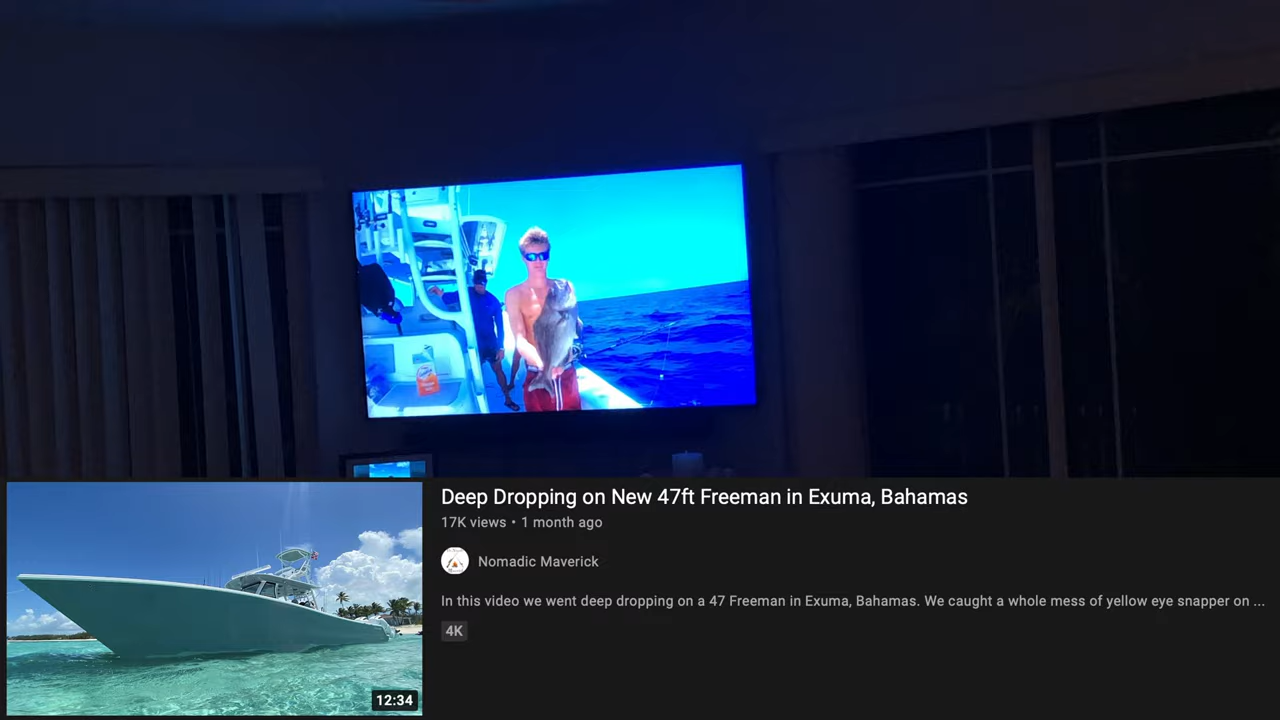 Deep Dropping on New 47ft Freeman in Exuma, Bahamas
17K views • 1 month ago
Nomadic Maverick
In this video we went deep dropping on a 47 Freeman in Exuma, Bahamas. We caught a whole mess of yellow eye snapper on ...
4K
12:34